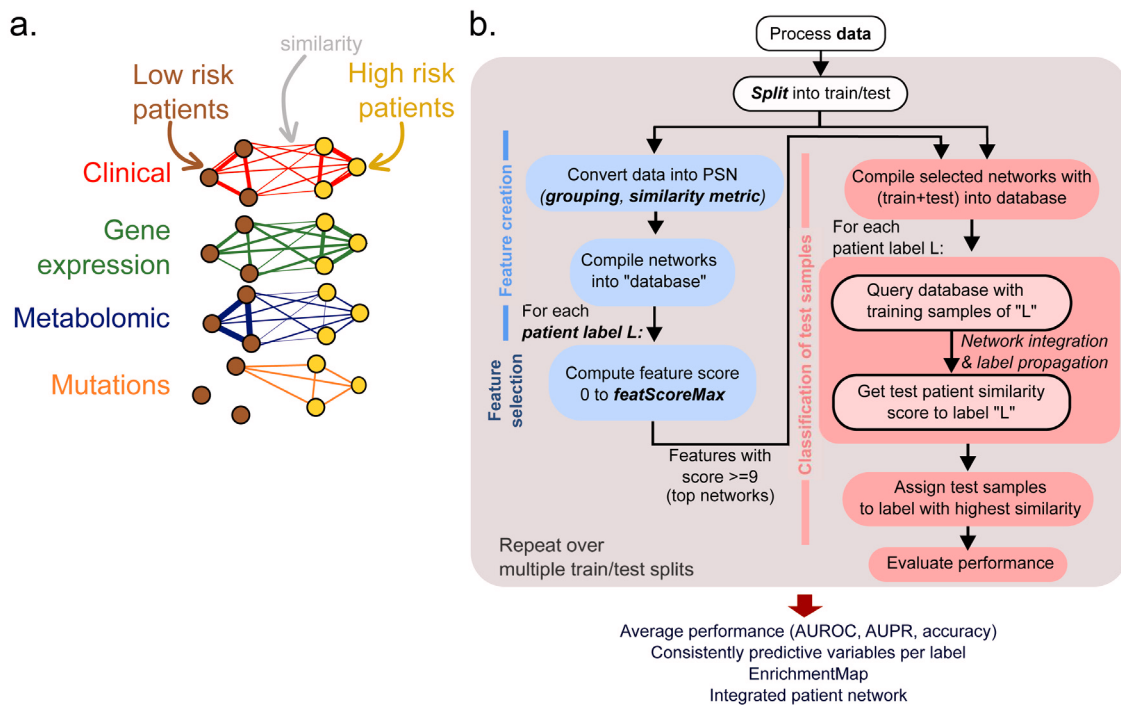 a.
similarity
Low risk
patients
High risk
patients
Clinical
Gene
expression
Metabolomic
Mutations
b.
Process data
Split into train/test
Feature creation
Convert data into PSN
(grouping, similarity metric)
Compile networks
into "database"
For each
patient label L:
Feature
selection
Compute feature score
0 to featScoreMax
Features with
score >=9
(top networks)
Classification of test samples
Compile selected networks with
(train+test) into database
For each
patient label L:
Query database with
training samples of "L"
Network integration
& label propagation
Get test patient similarity
score to label "L"
Assign test samples
to label with highest similarity
Evaluate performance
Repeat over
multiple train/test splits
Average performance (AUROC, AUPR, accuracy)
Consistently predictive variables per label
EnrichmentMap
Integrated patient network